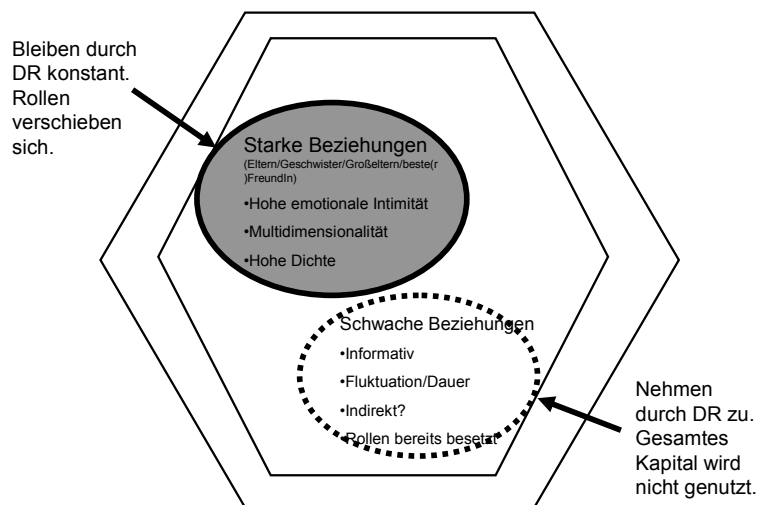 Bleiben durch
DR konstant.
Rollen
verschieben
sich.
Starke Beziehungen
(Eltern/Geschwister/Großeltern/beste(r
)FreundIn)
•Hohe emotionale Intimität
•Multidimensionalität
•Hohe Dichte
Schwache Beziehungen
•Informativ
•Fluktuation/Dauer
•Indirekt?
•Rollen bereits besetzt
Nehmen
durch DR zu.
Gesamtes
Kapital wird
nicht genutzt.